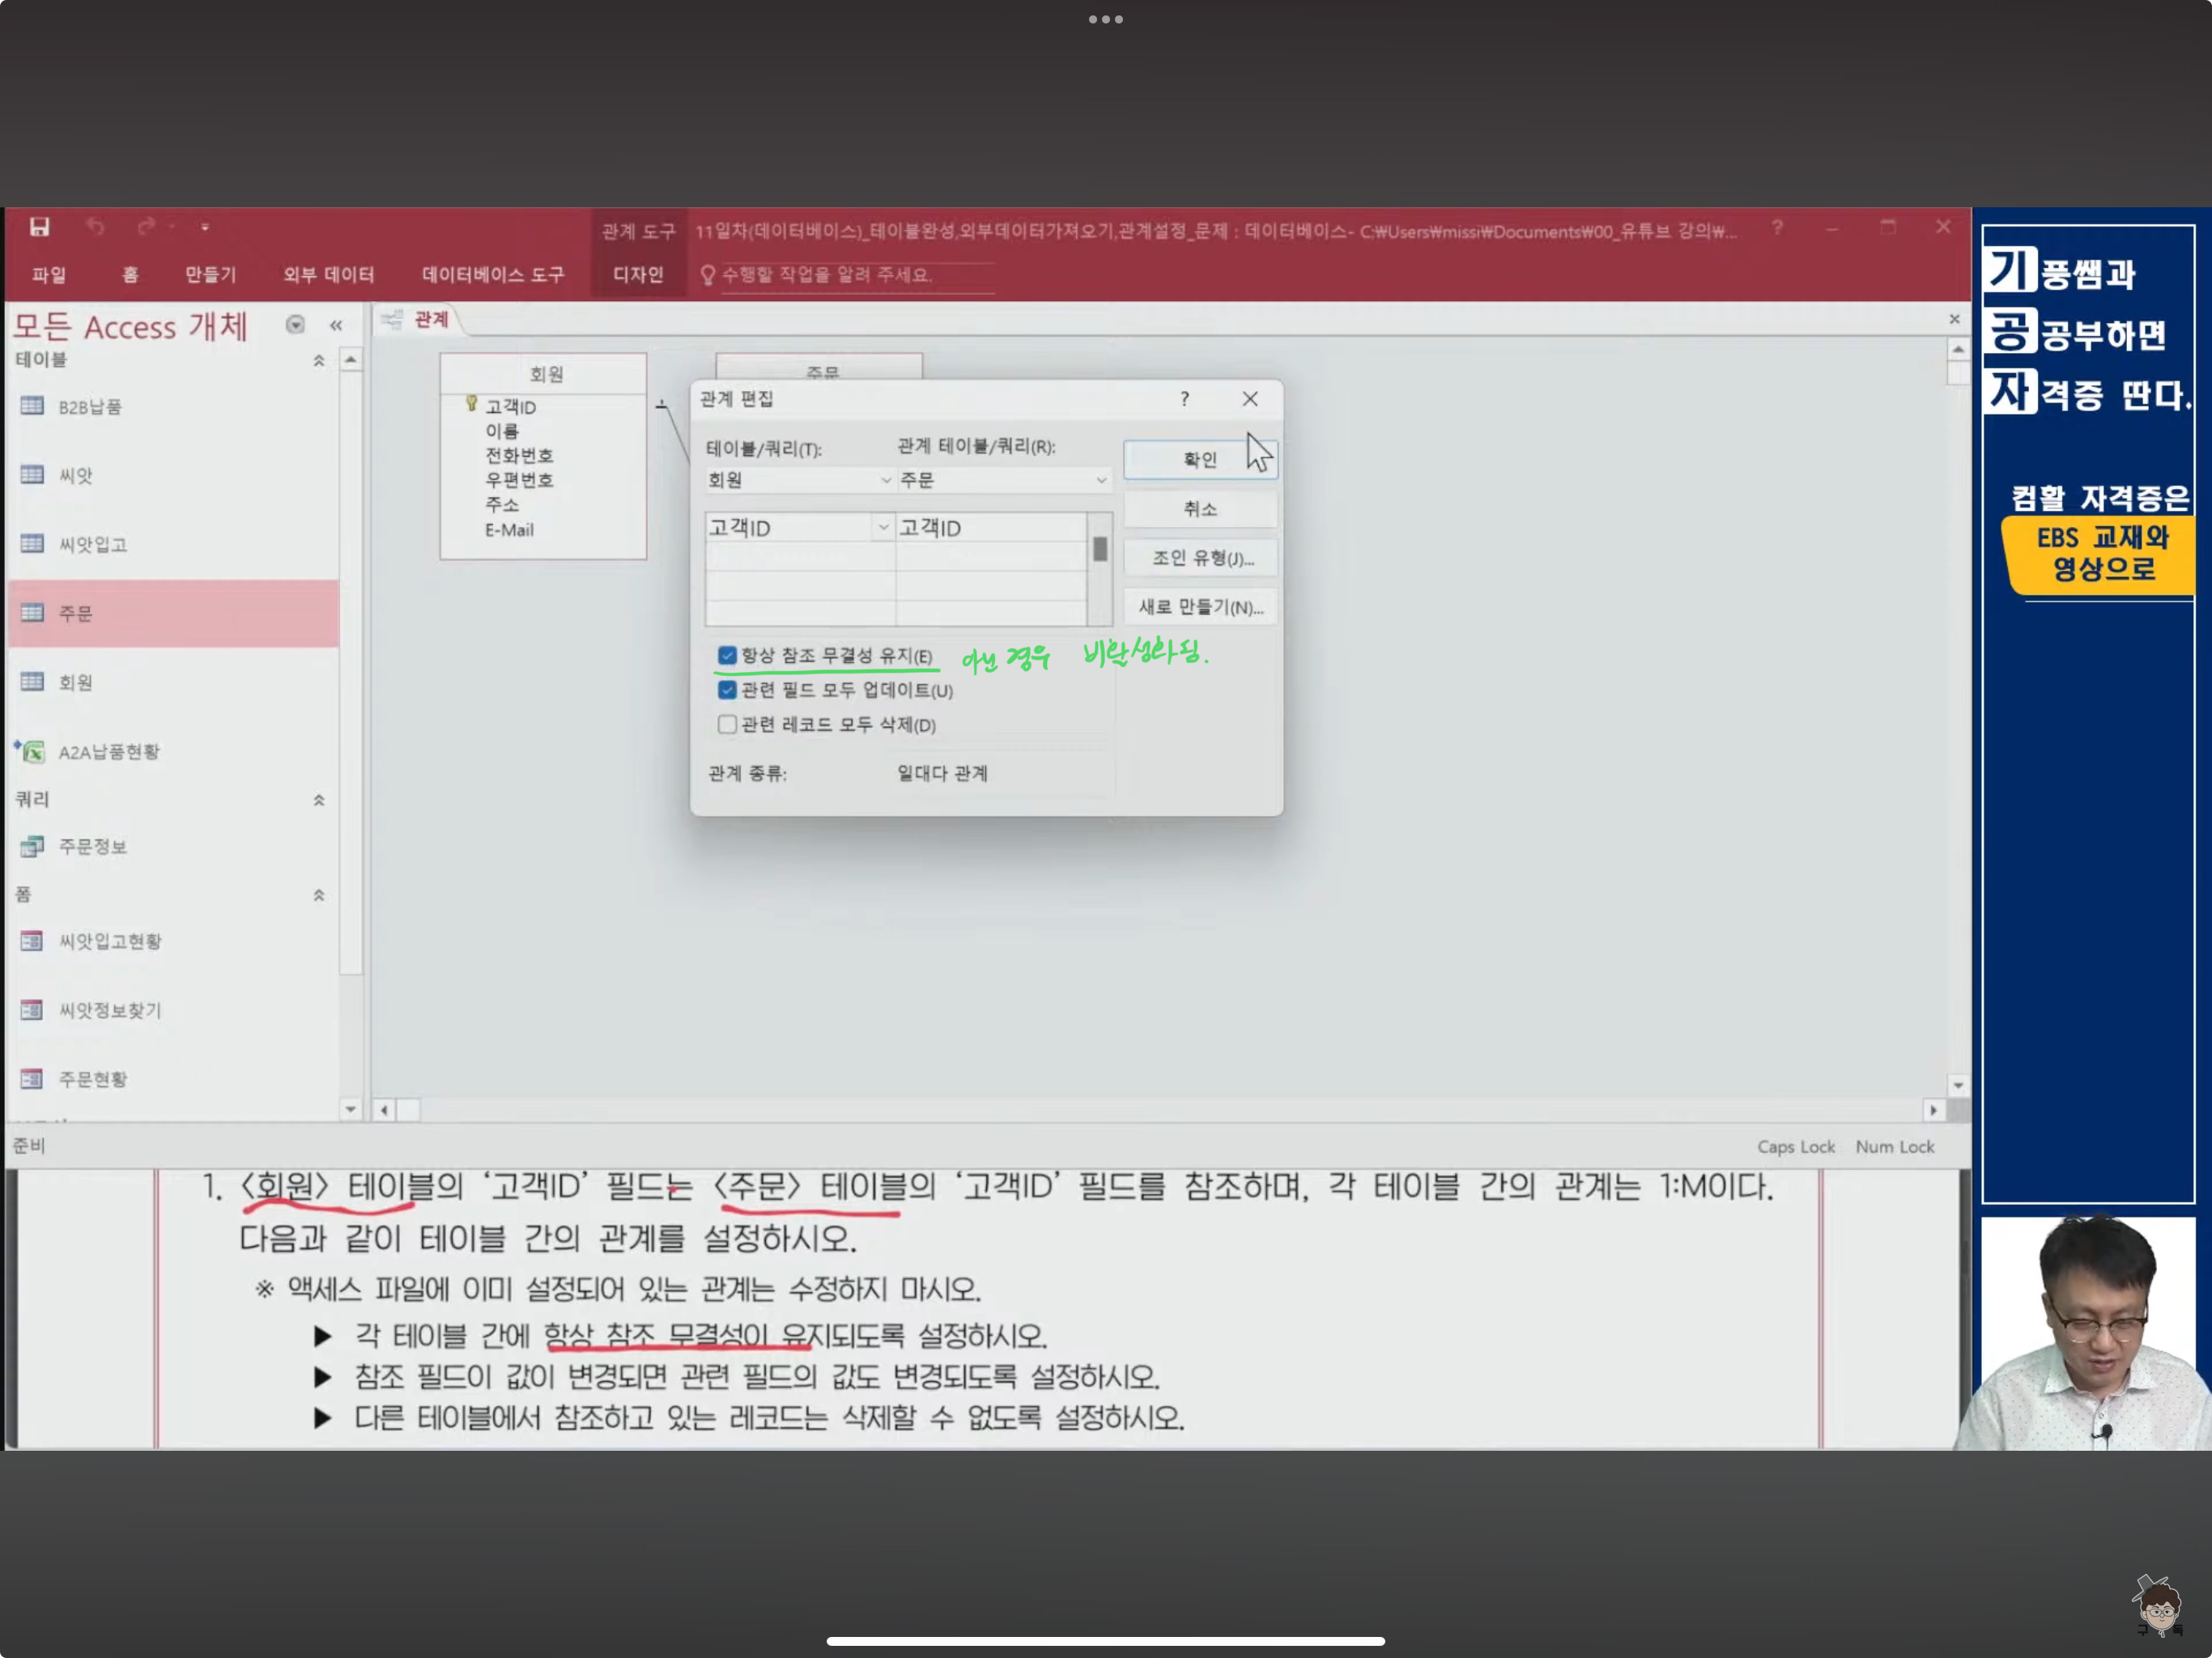 관계 도구
11일차(데이터베이스)_테이블완성,외부데이터가져오기,관계설정_문제 : 데이터베이스- C:₩Users₩missi₩Documents₩00_유튜브 강의₩...
파일 홈 만들기 외부 데이터 데이터베이스 도구 디자인 수행할 작업을 알려 주세요.
모든 Access 개체
테이블
B2B납품
씨앗
씨앗입고
주문
회원
A2A납품현황
쿼리
주문정보
폼
씨앗입고현황
씨앗정보찾기
주문현황
준비
Caps Lock Num Lock
관계
회원
고객ID
이름
전화번호
우편번호
주소
E-Mail
주문
관계 편집
테이블/쿼리(T): 관계 테이블/쿼리(R):
회원 주문
고객ID 고객ID
확인
취소
조인 유형(J)...
새로 만들기(N)...
항상 참조 무결성 유지(E) 아닌 경우 비활성화됨.
관련 필드 모두 업데이트(U)
관련 레코드 모두 삭제(D)
관계 종류: 일대다 관계
1. 〈회원〉 테이블의 ‘고객ID’ 필드는 〈주문〉 테이블의 ‘고객ID’ 필드를 참조하며, 각 테이블 간의 관계는 1:M이다.
다음과 같이 테이블 간의 관계를 설정하시오.
※ 액세스 파일에 이미 설정되어 있는 관계는 수정하지 마시오.
▶ 각 테이블 간에 항상 참조 무결성이 유지되도록 설정하시오.
▶ 참조 필드이 값이 변경되면 관련 필드의 값도 변경되도록 설정하시오.
▶ 다른 테이블에서 참조하고 있는 레코드는 삭제할 수 없도록 설정하시오.
기풍쌤과
공공부하면
자격증 딴다.
컴활 자격증은
EBS 교재와
영상으로
구독